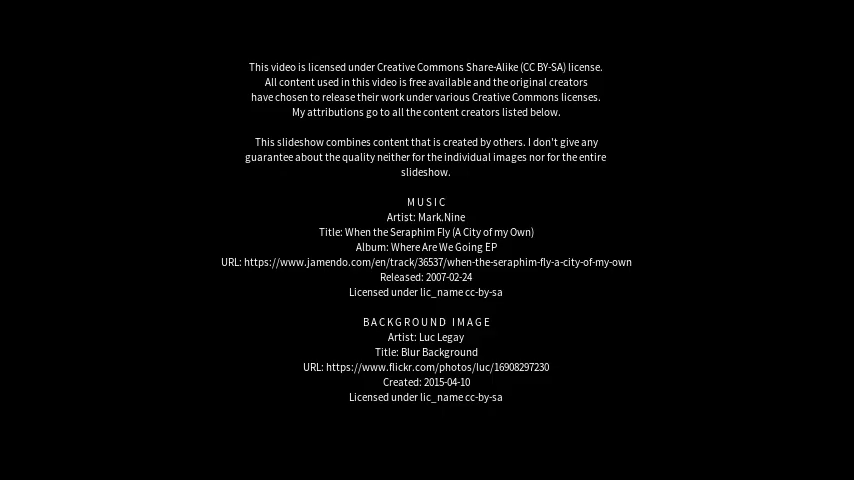 This video is licensed under Creative Commons Share-Alike (CC BY-SA) license.
All content used in this video is free available and the original creators
have chosen to release their work under various Creative Commons licenses.
My attributions go to all the content creators listed below.
This slideshow combines content that is created by others. I don't give any
guarantee about the quality neither for the individual images nor for the entire
slideshow.
MUSIC
Artist: Mark.Nine
Title: When the Seraphim Fly (A City of my Own)
Album: Where Are We Going EP
URL: https://www.jamendo.com/en/track/36537/when-the-seraphim-fly-a-city-of-my-own
Released: 2007-02-24
Licensed under lic_name cc-by-sa
BACKGROUND IMAGE
Artist: Luc Legay
Title: Blur Background
URL: https://www.flickr.com/photos/luc/16908297230
Created: 2015-04-10
Licensed under lic_name cc-by-sa